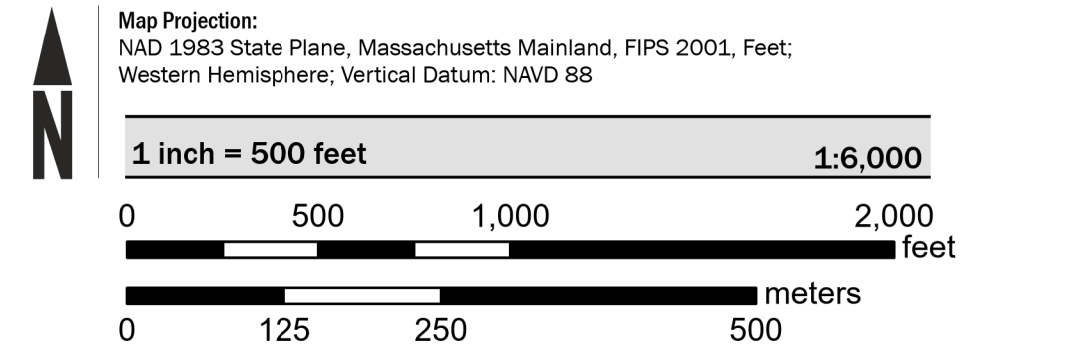 N
Map Projection:
NAD 1983 State Plane, Massachusetts Mainland, FIPS 2001, Feet;
Western Hemisphere; Vertical Datum: NAVD 88
1 inch = 500 feet 1:6,000
0 500 1,000 2,000
feet
meters
0 125 250 500